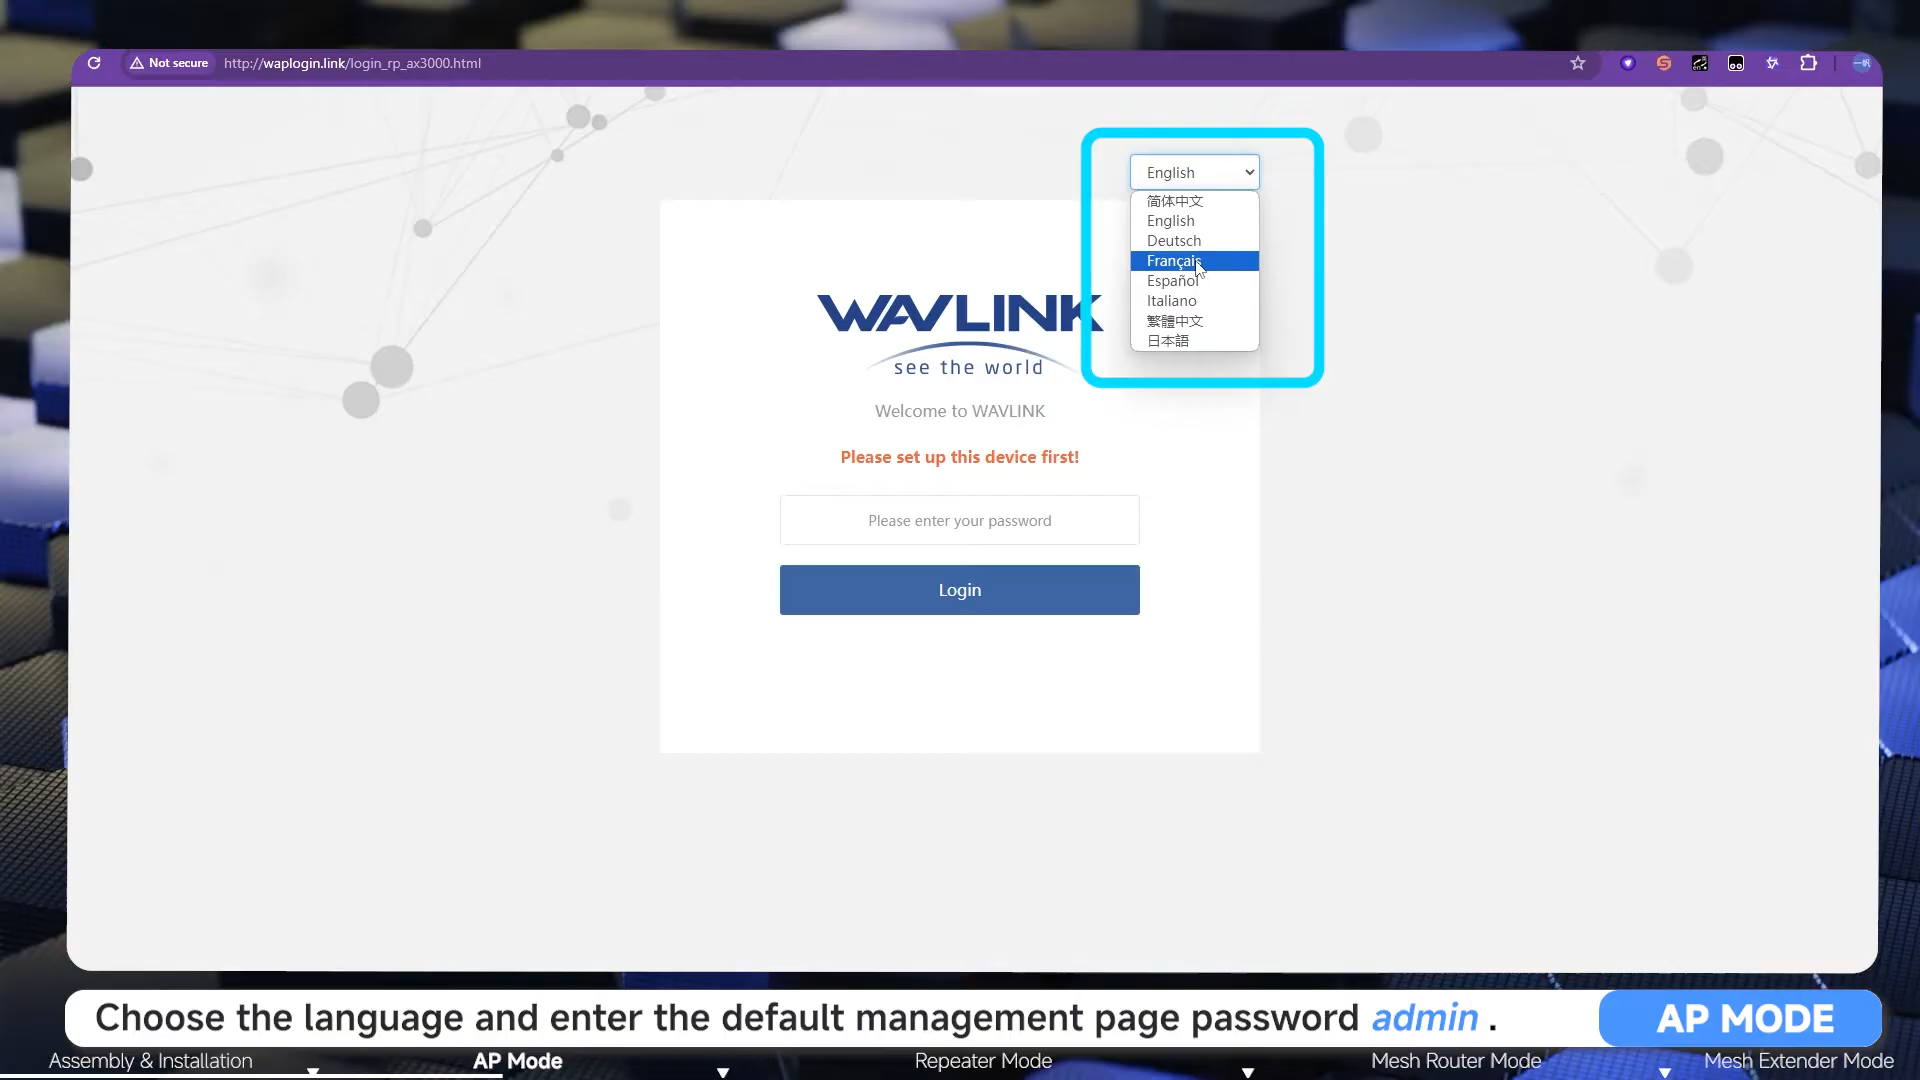 Not secure
http://waplogin.link/login_rp_ax3000.html
English
简体中文
English
Deutsch
Français
Español
Italiano
繁體中文
日本語
WAVLINK
see the world
Welcome to WAVLINK
Please set up this device first!
Please enter your password
Login
Choose the language and enter the default management page password admin .
AP MODE
Assembly & Installation
AP Mode
Repeater Mode
Mesh Router Mode
Mesh Extender Mode